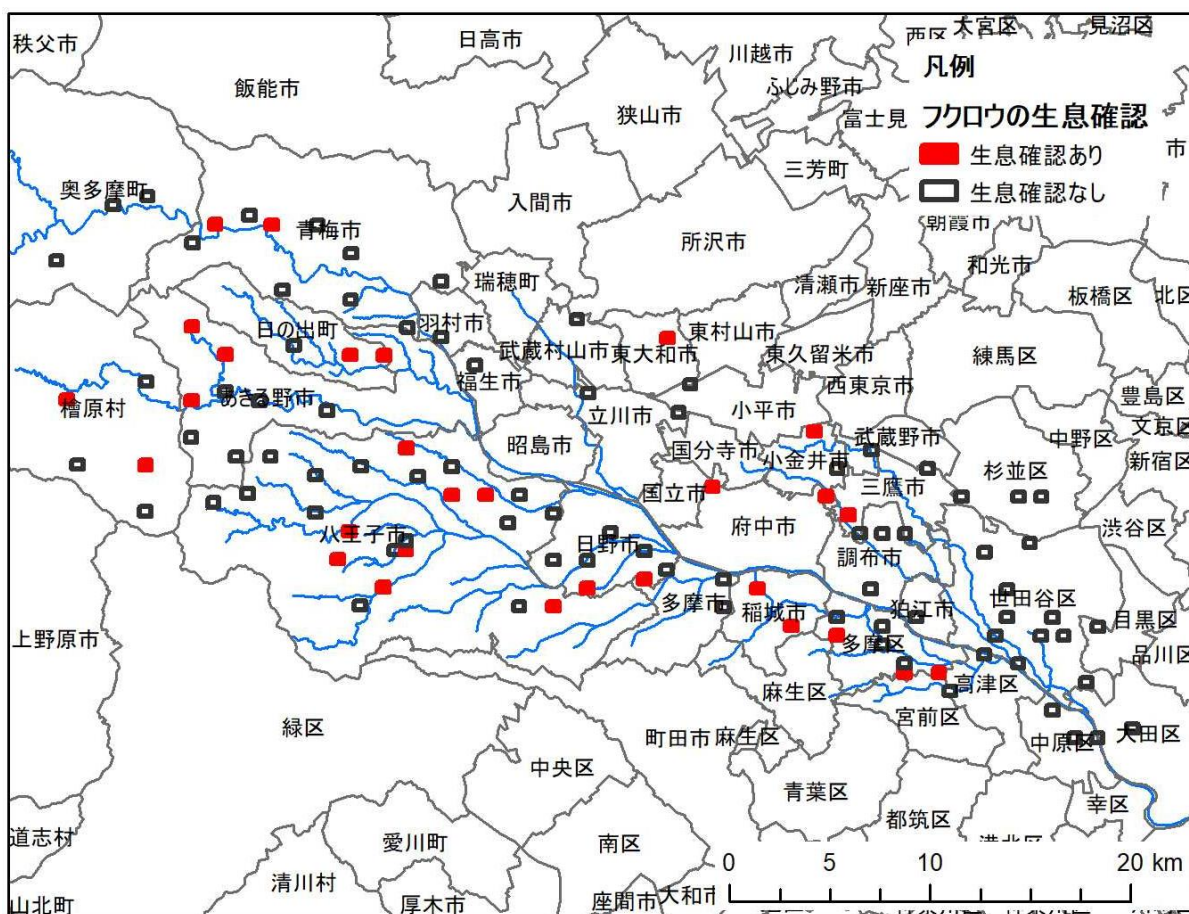 秩父市
日高市
川越市
西区
大宮区
見沼区
凡例
ふじみ野市
飯能市
狭山市
富士見
フクロウの生息確認
生息確認あり
市
三芳町
生息確認なし
奥多摩町
入間市
朝霞市
青梅市
所沢市
和光市
瑞穂町
清瀬市
新座市
板橋区
北区
日の出町
羽村市
武蔵村山市
東大和市
東村山市
東久留米市
練馬区
福生市
西東京市
豊島区
檜原村
あきる野市
立川市
小平市
文京区
昭島市
国分寺市
小金井市
武蔵野市
中野区
杉並区
新宿区
国立市
三鷹市
府中市
渋谷区
八王子市
日野市
調布市
多摩市
稲城市
狛江市
世田谷区
目黒区
上野原市
多摩区
品川区
麻生区
高津区
緑区
宮前区
町田市
麻生区
中原区
大田区
中央区
青葉区
都筑区
幸区
道志村
愛川町
南区
港北区
清川村
0
5
10
20 km
山北町
厚木市
座間市
大和市